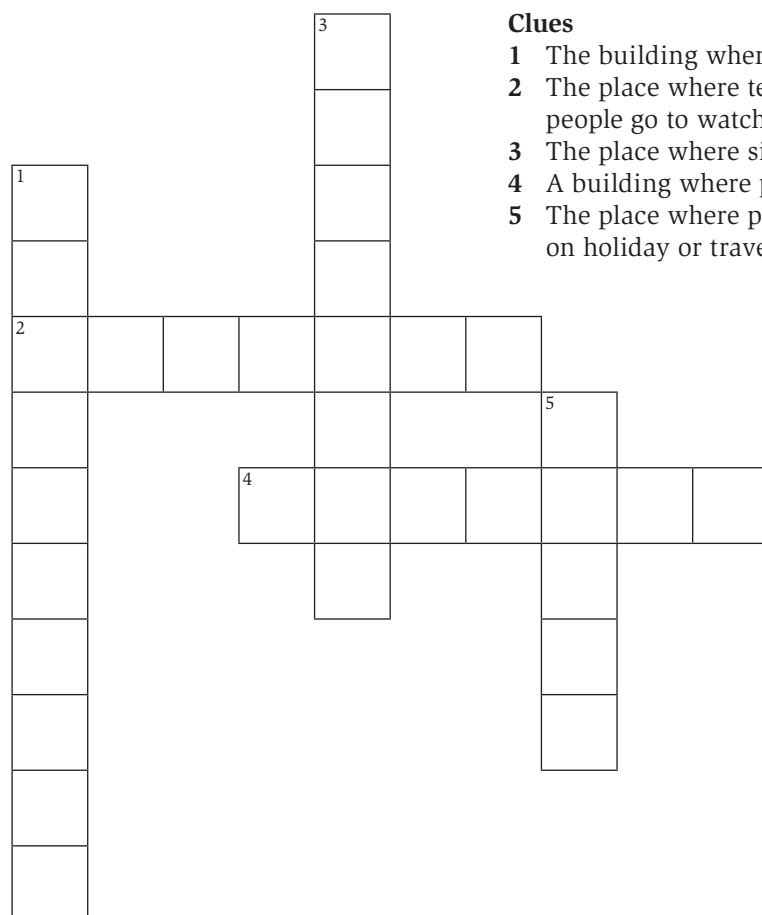 3
Clues
1 The building wher
2 The place where te
people go to watch
3 The place where si
4 A building where p
5 The place where p
on holiday or trave
1
2
5
4